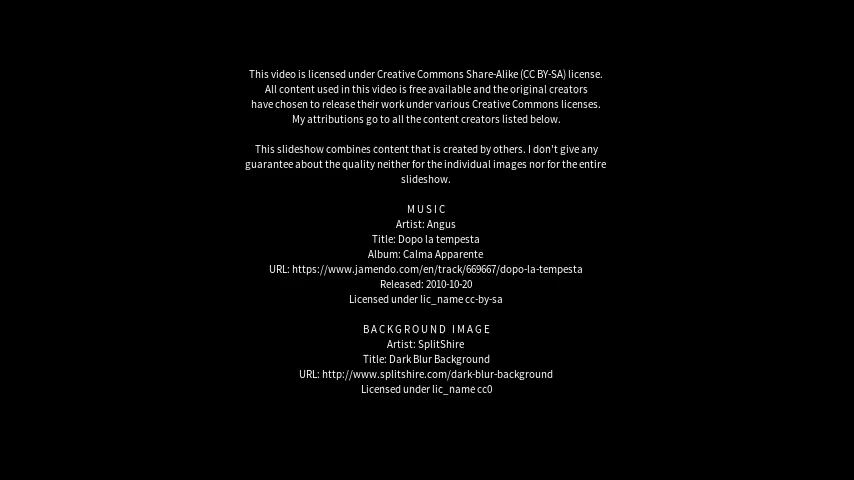 This video is licensed under Creative Commons Share-Alike (CC BY-SA) license.
All content used in this video is free available and the original creators
have chosen to release their work under various Creative Commons licenses.
My attributions go to all the content creators listed below.
This slideshow combines content that is created by others. I don't give any
guarantee about the quality neither for the individual images nor for the entire
slideshow.
MUSIC
Artist: Angus
Title: Dopo la tempesta
Album: Calma Apparente
URL: https://www.jamendo.com/en/track/669667/dopo-la-tempesta
Released: 2010-10-20
Licensed under lic_name cc-by-sa
BACKGROUND IMAGE
Artist: SplitShire
Title: Dark Blur Background
URL: http://www.splitshire.com/dark-blur-background
Licensed under lic_name cc0